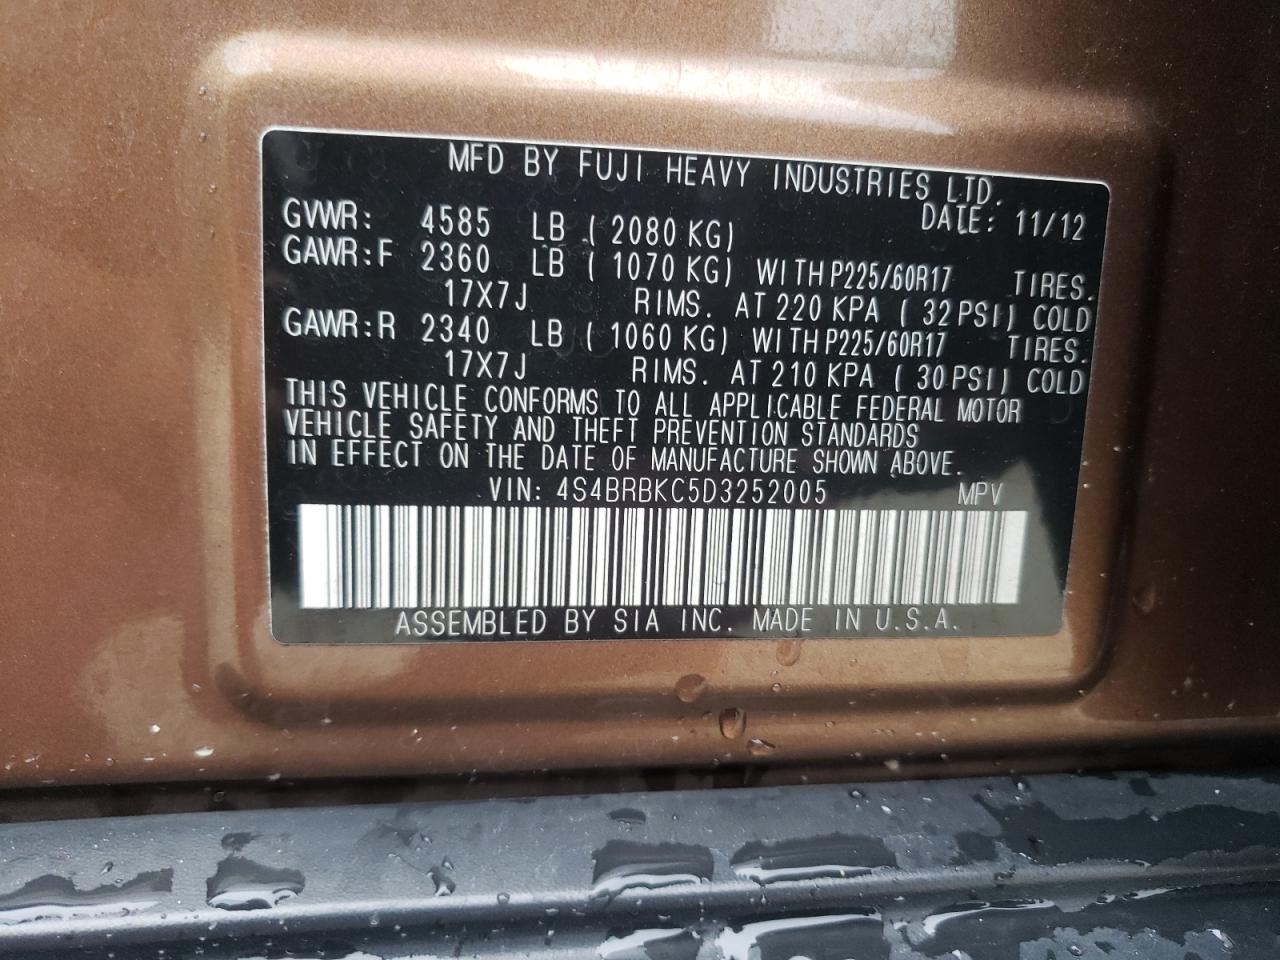 MFD BY FUJI HEAVY INDUSTRIES LTD.
DATE: 11/12
GVWR: 4585 LB ( 2080 KG)
GAWR:F 2360 LB ( 1070 KG) WITH P225/60R17 TIRES.
17X7J RIMS. AT 220 KPA ( 32 PSI) COLD
GAWR:R 2340 LB ( 1060 KG) WITH P225/60R17 TIRES.
17X7J RIMS. AT 210 KPA ( 30 PSI) COLD
THIS VEHICLE CONFORMS TO ALL APPLICABLE FEDERAL MOTOR
VEHICLE SAFETY AND THEFT PREVENTION STANDARDS
IN EFFECT ON THE DATE OF MANUFACTURE SHOWN ABOVE.
VIN: 4S4BRBKC5D3252005 MPV
ASSEMBLED BY SIA INC. MADE IN U.S.A.